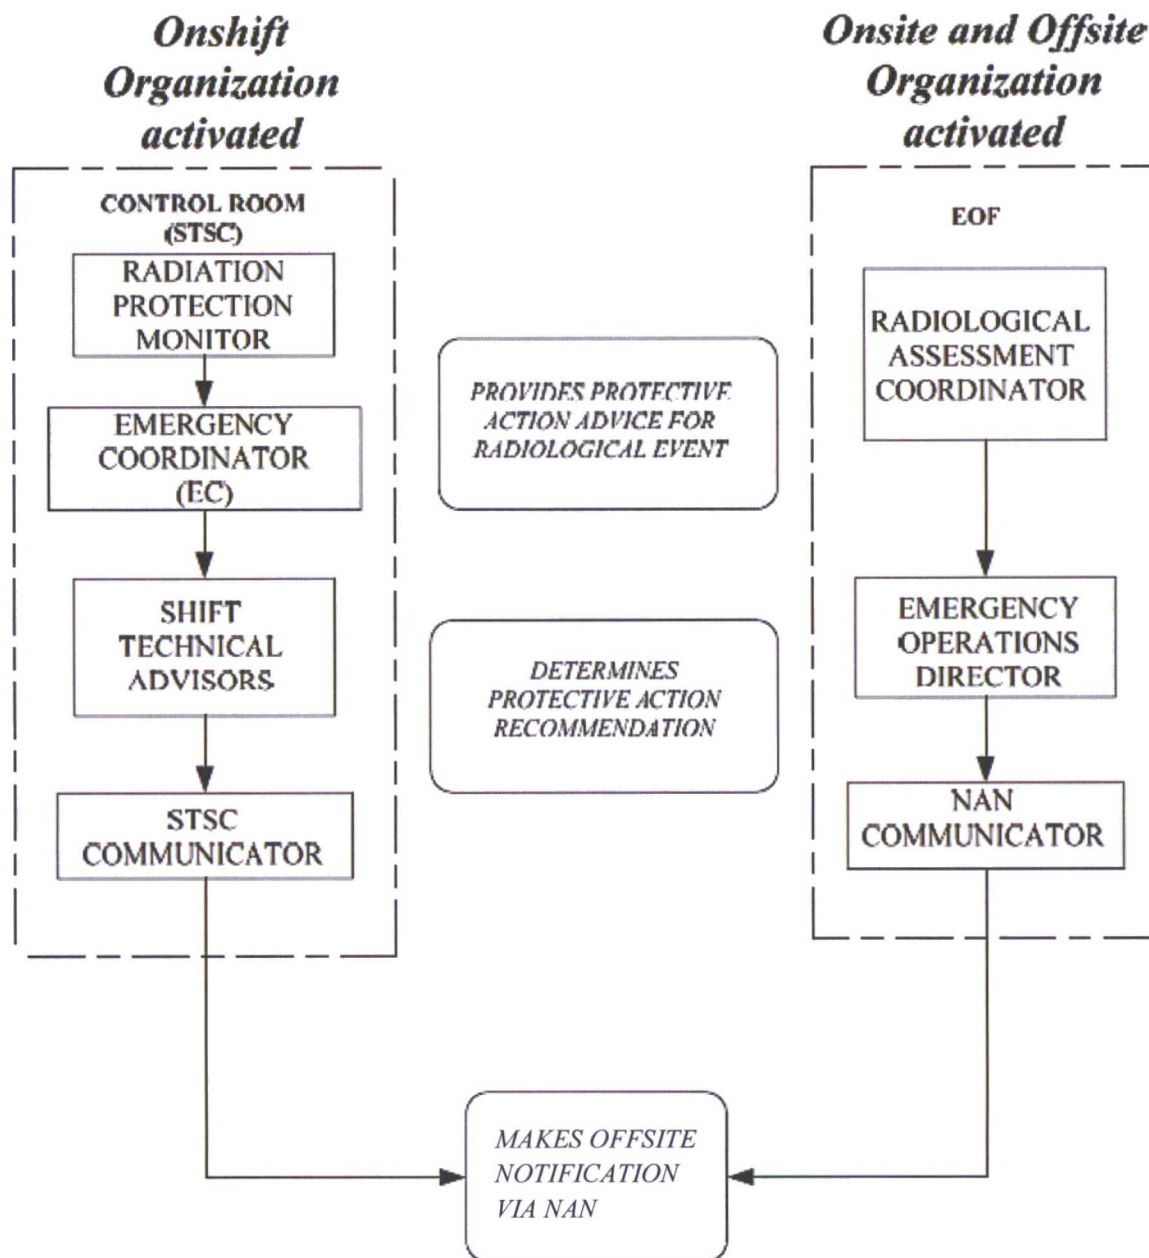 Onshift
Organization
activated
CONTROL ROOM
(STSC)
RADIATION
PROTECTION
MONITOR
EMERGENCY
COORDINATOR
(EC)
SHIFT
TECHNICAL
ADVISORS
STSC
COMMUNICATOR
PROVIDES PROTECTIVE
ACTION ADVICE FOR
RADIOLOGICAL EVENT
DETERMINES
PROTECTIVE ACTION
RECOMMENDATION
Onsite and Offsite
Organization
activated
EOF
RADIOLOGICAL
ASSESSMENT
COORDINATOR
EMERGENCY
OPERATIONS
DIRECTOR
NAN
COMMUNICATOR
MAKES OFFSITE
NOTIFICATION
VIA NAN